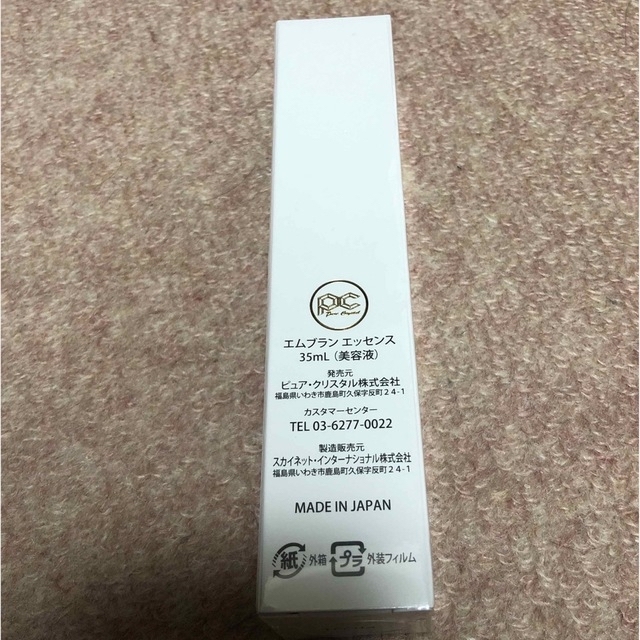 PC
Pure Crystal
エムブラン エッセンス
35mL（美容液）
発売元
ピュア・クリスタル株式会社
福島県いわき市鹿島町久保字反町２４-１
カスタマーセンター
TEL 03-6277-0022
製造販売元
スカイネット・インターナショナル株式会社
福島県いわき市鹿島町久保字反町２４-１
MADE IN JAPAN
紙 外箱 プラ 外装フィルム